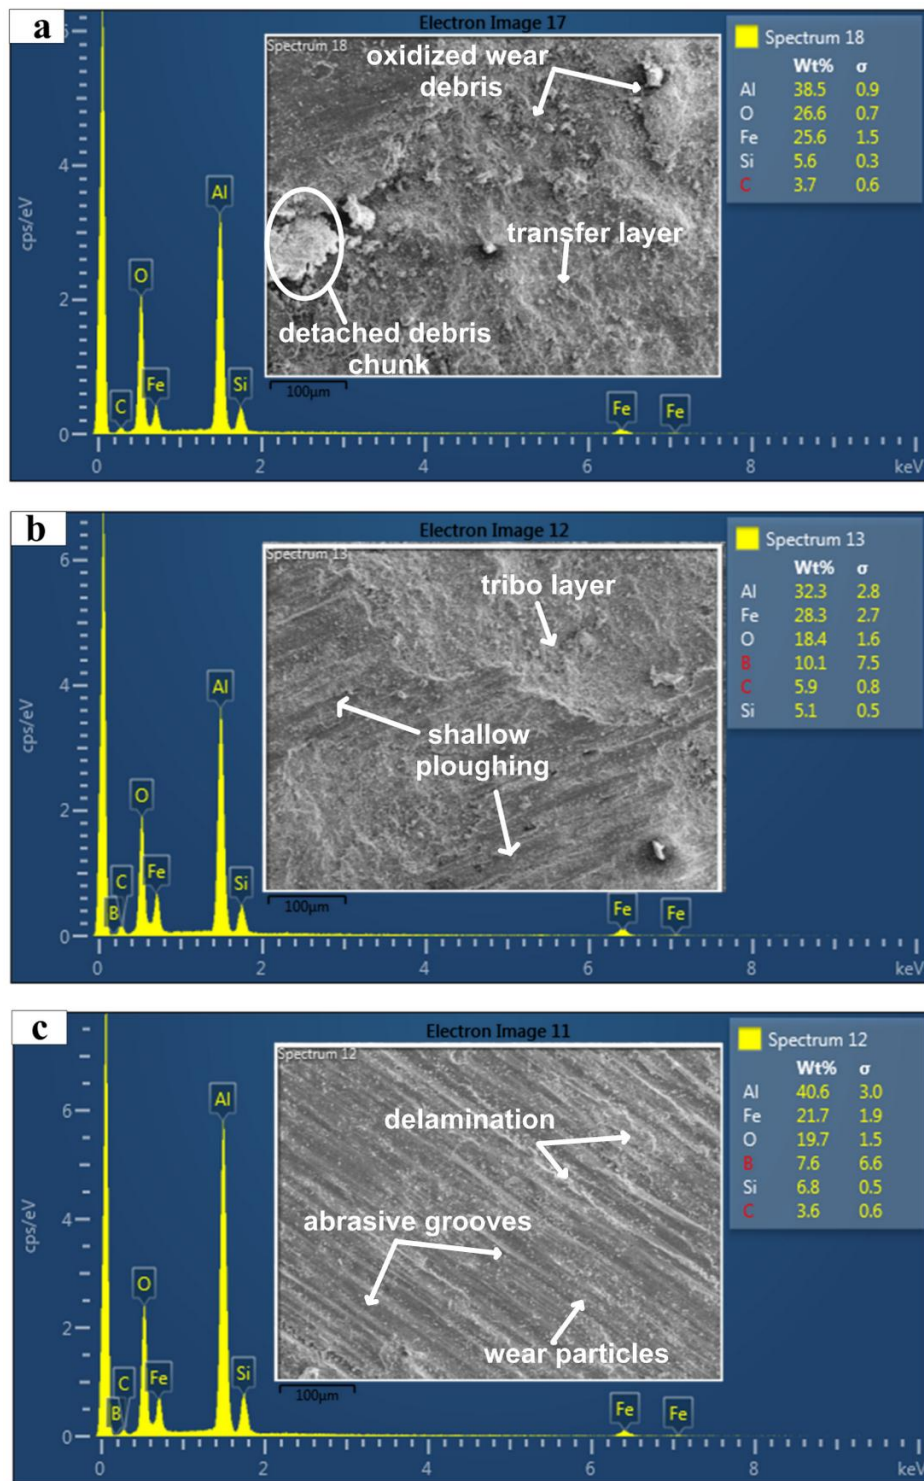 a
Electron Image 17
Spectrum 18
oxidized wear
debris
transfer layer
detached debris
chunk
100µm
Spectrum 18
Wt% σ
Al 38.5 0.9
O 26.6 0.7
Fe 25.6 1.5
Si 5.6 0.3
C 3.7 0.6
cps/eV
6
4
2
0
C
O
Fe
Al
Si
Fe
Fe
0 2 4 6 8 keV
b
Electron Image 12
Spectrum 13
tribo layer
shallow
ploughing
100µm
Spectrum 13
Wt% σ
Al 32.3 2.8
Fe 28.3 2.7
O 18.4 1.6
B 10.1 7.5
C 5.9 0.8
Si 5.1 0.5
cps/eV
6
4
2
0
B
C
O
Fe
Al
Si
Fe
Fe
0 2 4 6 8 keV
c
Electron Image 11
Spectrum 12
delamination
abrasive grooves
wear particles
100µm
Spectrum 12
Wt% σ
Al 40.6 3.0
Fe 21.7 1.9
O 19.7 1.5
B 7.6 6.6
Si 6.8 0.5
C 3.6 0.6
cps/eV
6
4
2
0
B
C
O
Fe
Al
Si
Fe
Fe
0 2 4 6 8 keV